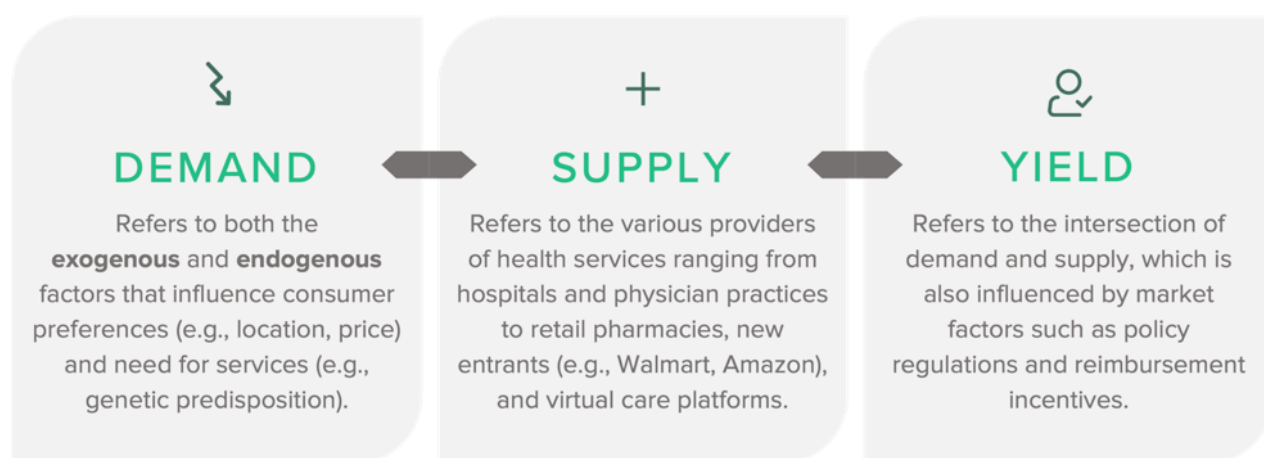 DEMAND
Refers to both the
exogenous and endogenous
factors that influence consumer
preferences (e.g., location, price)
and need for services (e.g.,
genetic predisposition).
SUPPLY
Refers to the various providers
of health services ranging from
hospitals and physician practices
to retail pharmacies, new
entrants (e.g., Walmart, Amazon),
and virtual care platforms.
YIELD
Refers to the intersection of
demand and supply, which is
also influenced by market
factors such as policy
regulations and reimbursement
incentives.